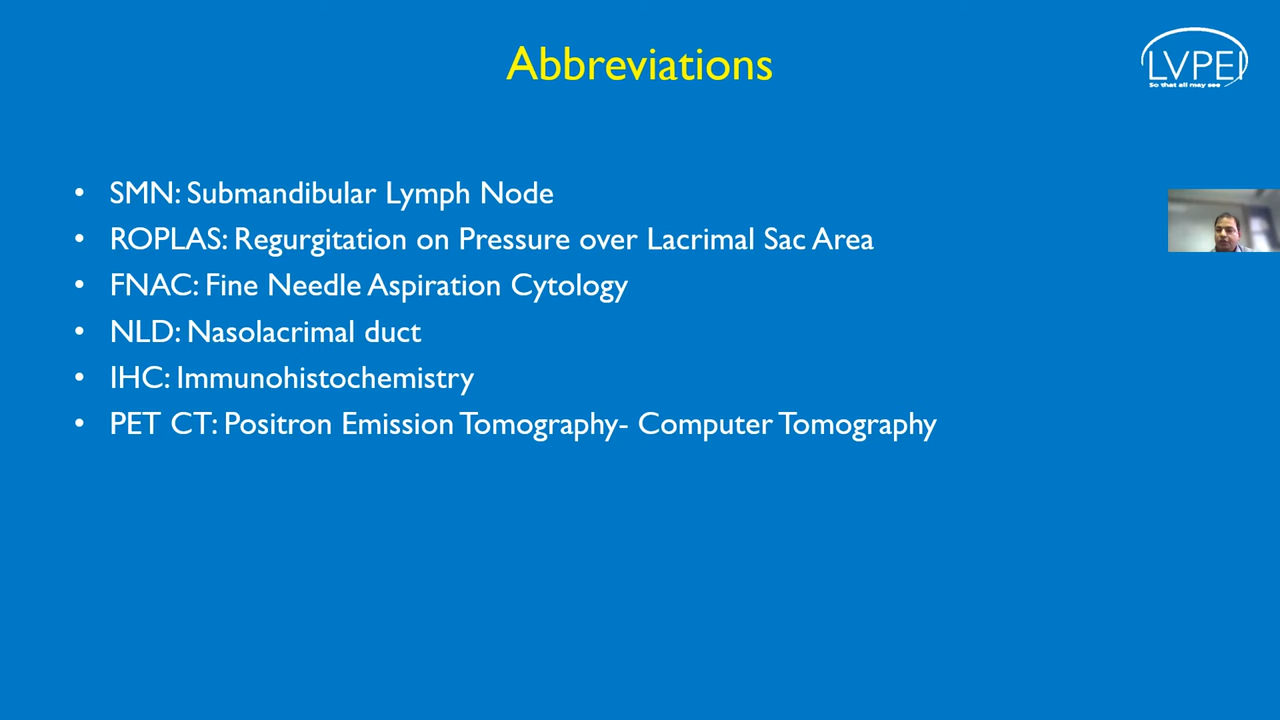 Abbreviations
LVPEI
So that all may see
• SMN: Submandibular Lymph Node
• ROPLAS: Regurgitation on Pressure over Lacrimal Sac Area
• FNAC: Fine Needle Aspiration Cytology
• NLD: Nasolacrimal duct
• IHC: Immunohistochemistry
• PET CT: Positron Emission Tomography- Computer Tomography